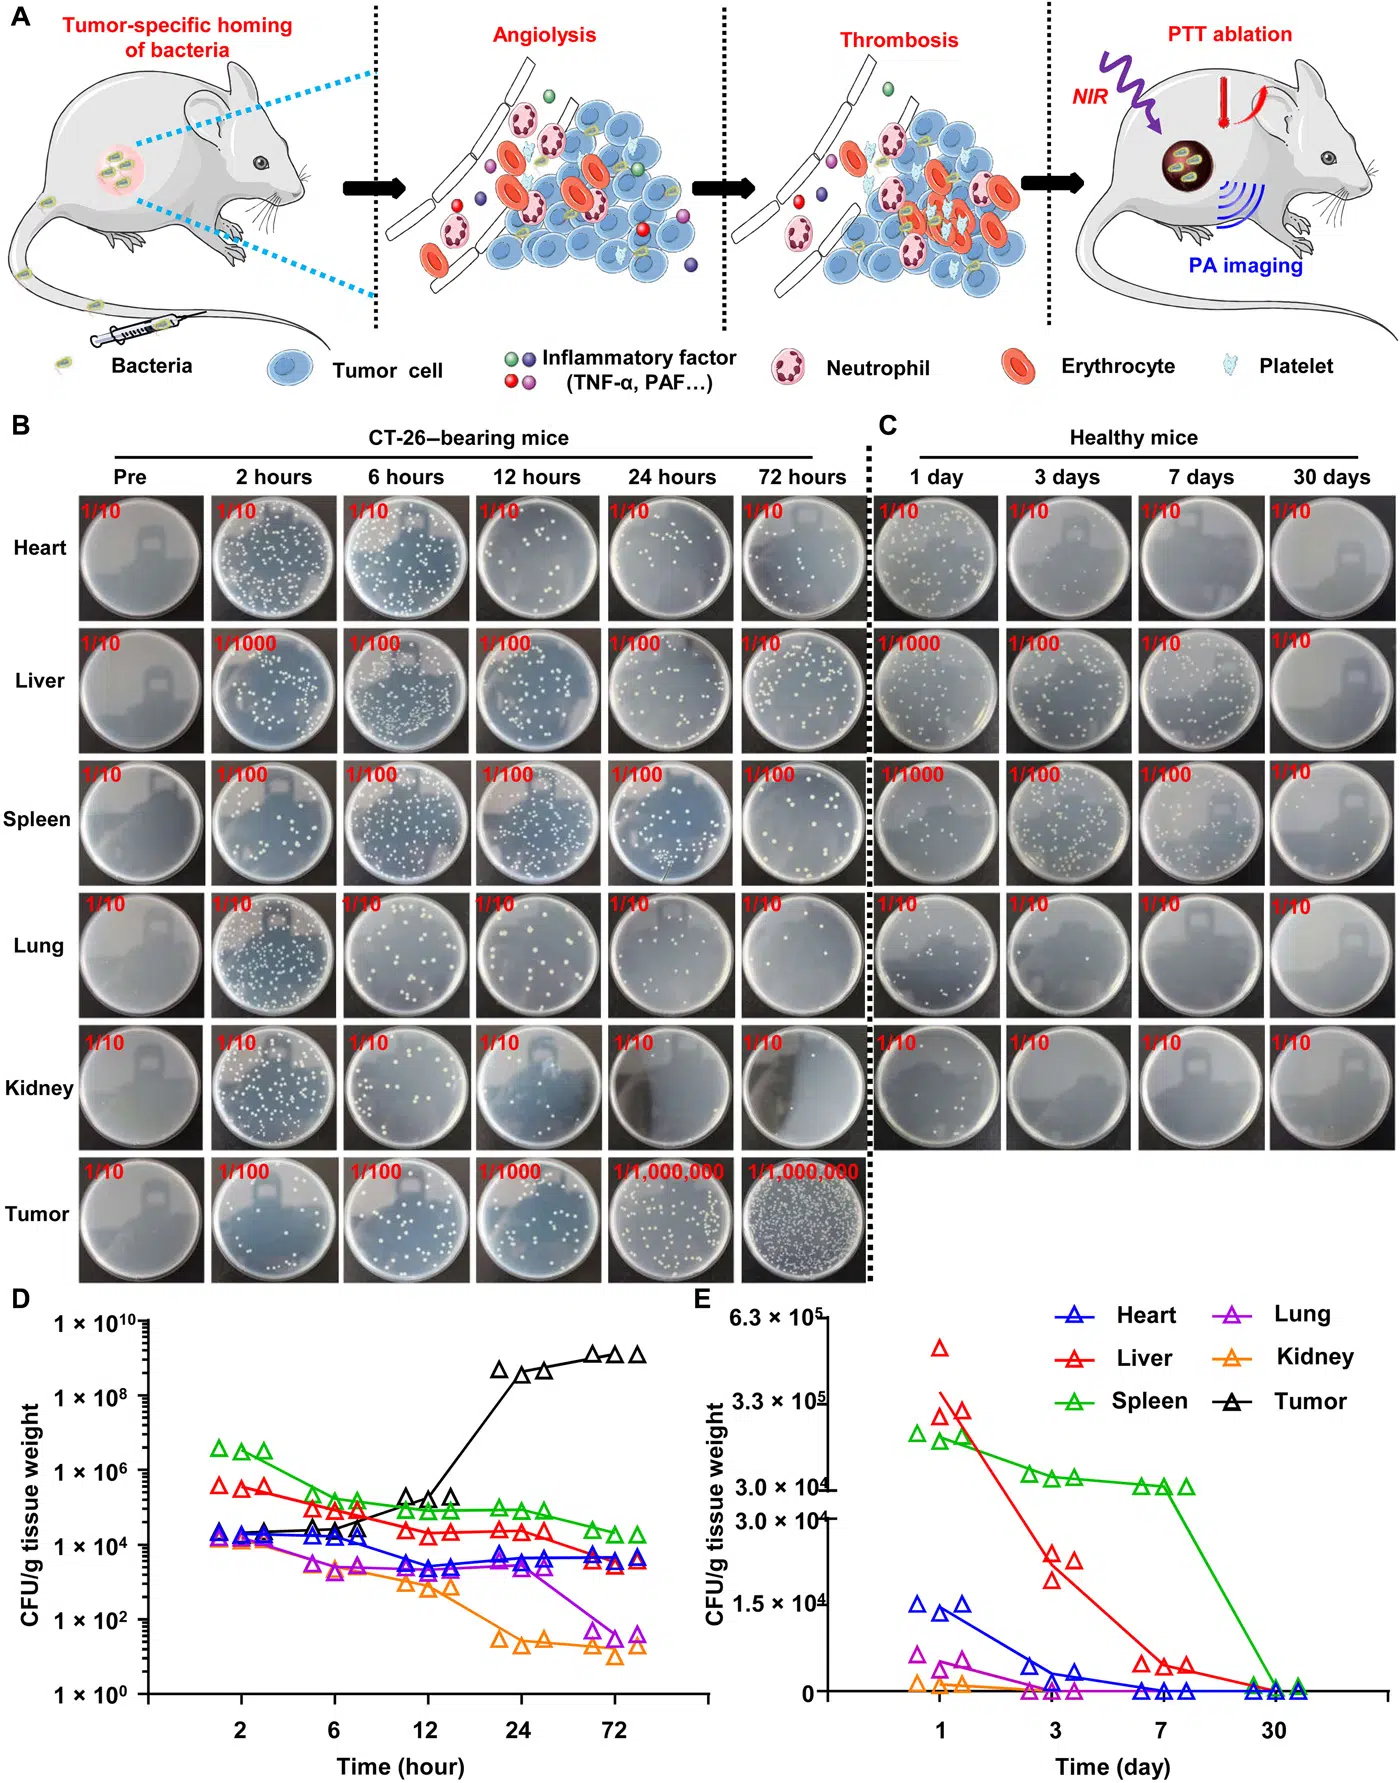 A
Tumor-specific homing
of bacteria
Angiolysis
Thrombosis
PTT ablation
NIR
PA imaging
Bacteria
Tumor cell
Inflammatory factor
(TNF-α, PAF…)
Neutrophil
Erythrocyte
Platelet
B
CT-26–bearing mice
C
Healthy mice
Pre 2 hours 6 hours 12 hours 24 hours 72 hours 1 day 3 days 7 days 30 days
Heart 1/10 1/10 1/10 1/10 1/10 1/10 1/10 1/10 1/10 1/10
Liver 1/10 1/1000 1/100 1/100 1/100 1/10 1/1000 1/100 1/10 1/10
Spleen 1/10 1/100 1/100 1/100 1/100 1/100 1/1000 1/100 1/100 1/10
Lung 1/10 1/10 1/10 1/10 1/10 1/10 1/10 1/10 1/10 1/10
Kidney 1/10 1/10 1/10 1/10 1/10 1/10 1/10 1/10 1/10 1/10
Tumor 1/10 1/100 1/100 1/1000 1/1,000,000 1/1,000,000
D
CFU/g tissue weight
1 × 10¹⁰
1 × 10⁸
1 × 10⁶
1 × 10⁴
1 × 10²
1 × 10⁰
2 6 12 24 72
Time (hour)
E
CFU/g tissue weight
6.3 × 10⁵
3.3 × 10⁵
3.0 × 10⁴
3.0 × 10⁴
1.5 × 10⁴
0
1 3 7 30
Time (day)
Heart Lung
Liver Kidney
Spleen Tumor